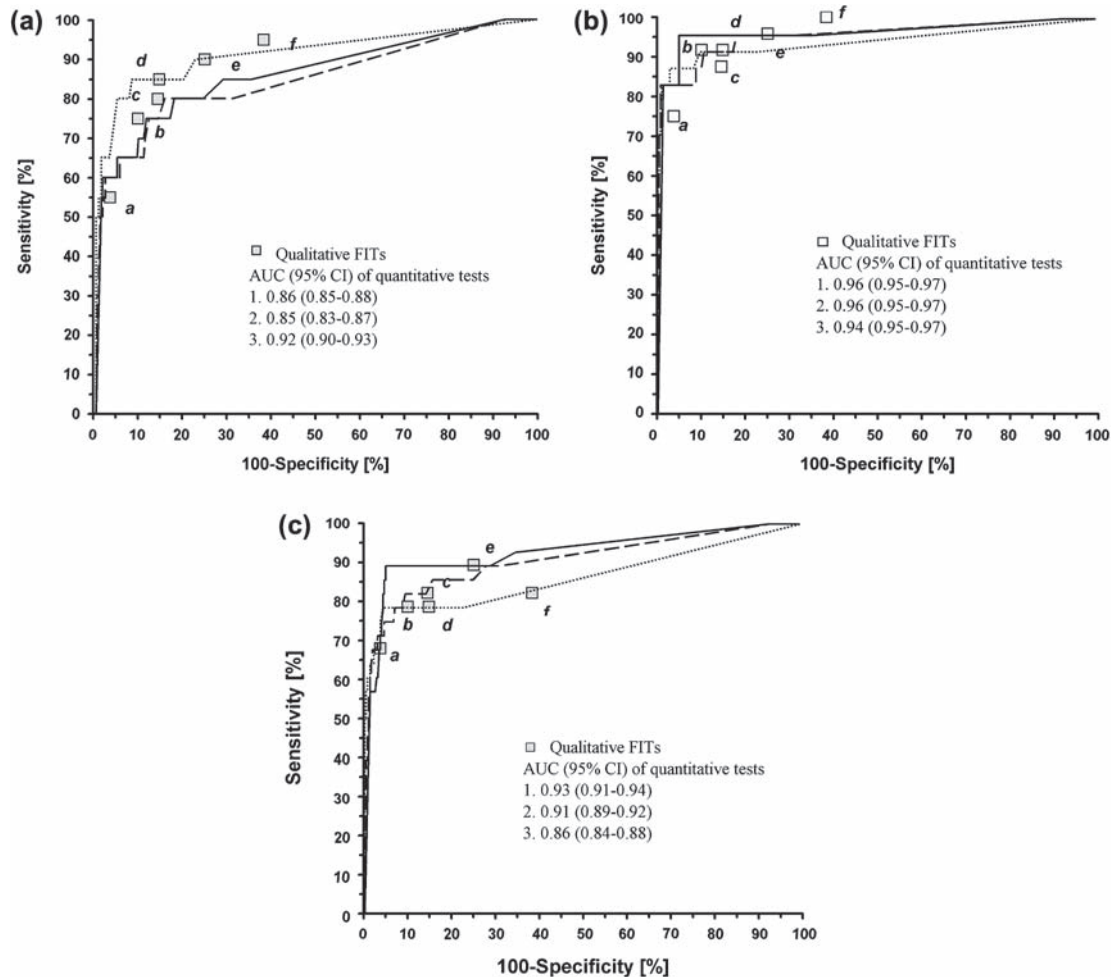 (a)
100
90
80
70
60
50
40
30
20
10
0
Sensitivity [%]
d
f
e
c
b
a
Qualitative FITs
AUC (95% CI) of quantitative tests
1. 0.86 (0.85-0.88)
2. 0.85 (0.83-0.87)
3. 0.92 (0.90-0.93)
0 10 20 30 40 50 60 70 80 90 100
100-Specificity [%]
(b)
100
90
80
70
60
50
40
30
20
10
0
Sensitivity [%]
f
d
b
e
c
a
Qualitative FITs
AUC (95% CI) of quantitative tests
1. 0.96 (0.95-0.97)
2. 0.96 (0.95-0.97)
3. 0.94 (0.95-0.97)
0 10 20 30 40 50 60 70 80 90 100
100-Specificity [%]
(c)
100
90
80
70
60
50
40
30
20
10
0
Sensitivity [%]
e
c
b d f
a
Qualitative FITs
AUC (95% CI) of quantitative tests
1. 0.93 (0.91-0.94)
2. 0.91 (0.89-0.92)
3. 0.86 (0.84-0.88)
0 10 20 30 40 50 60 70 80 90 100
100-Specificity [%]